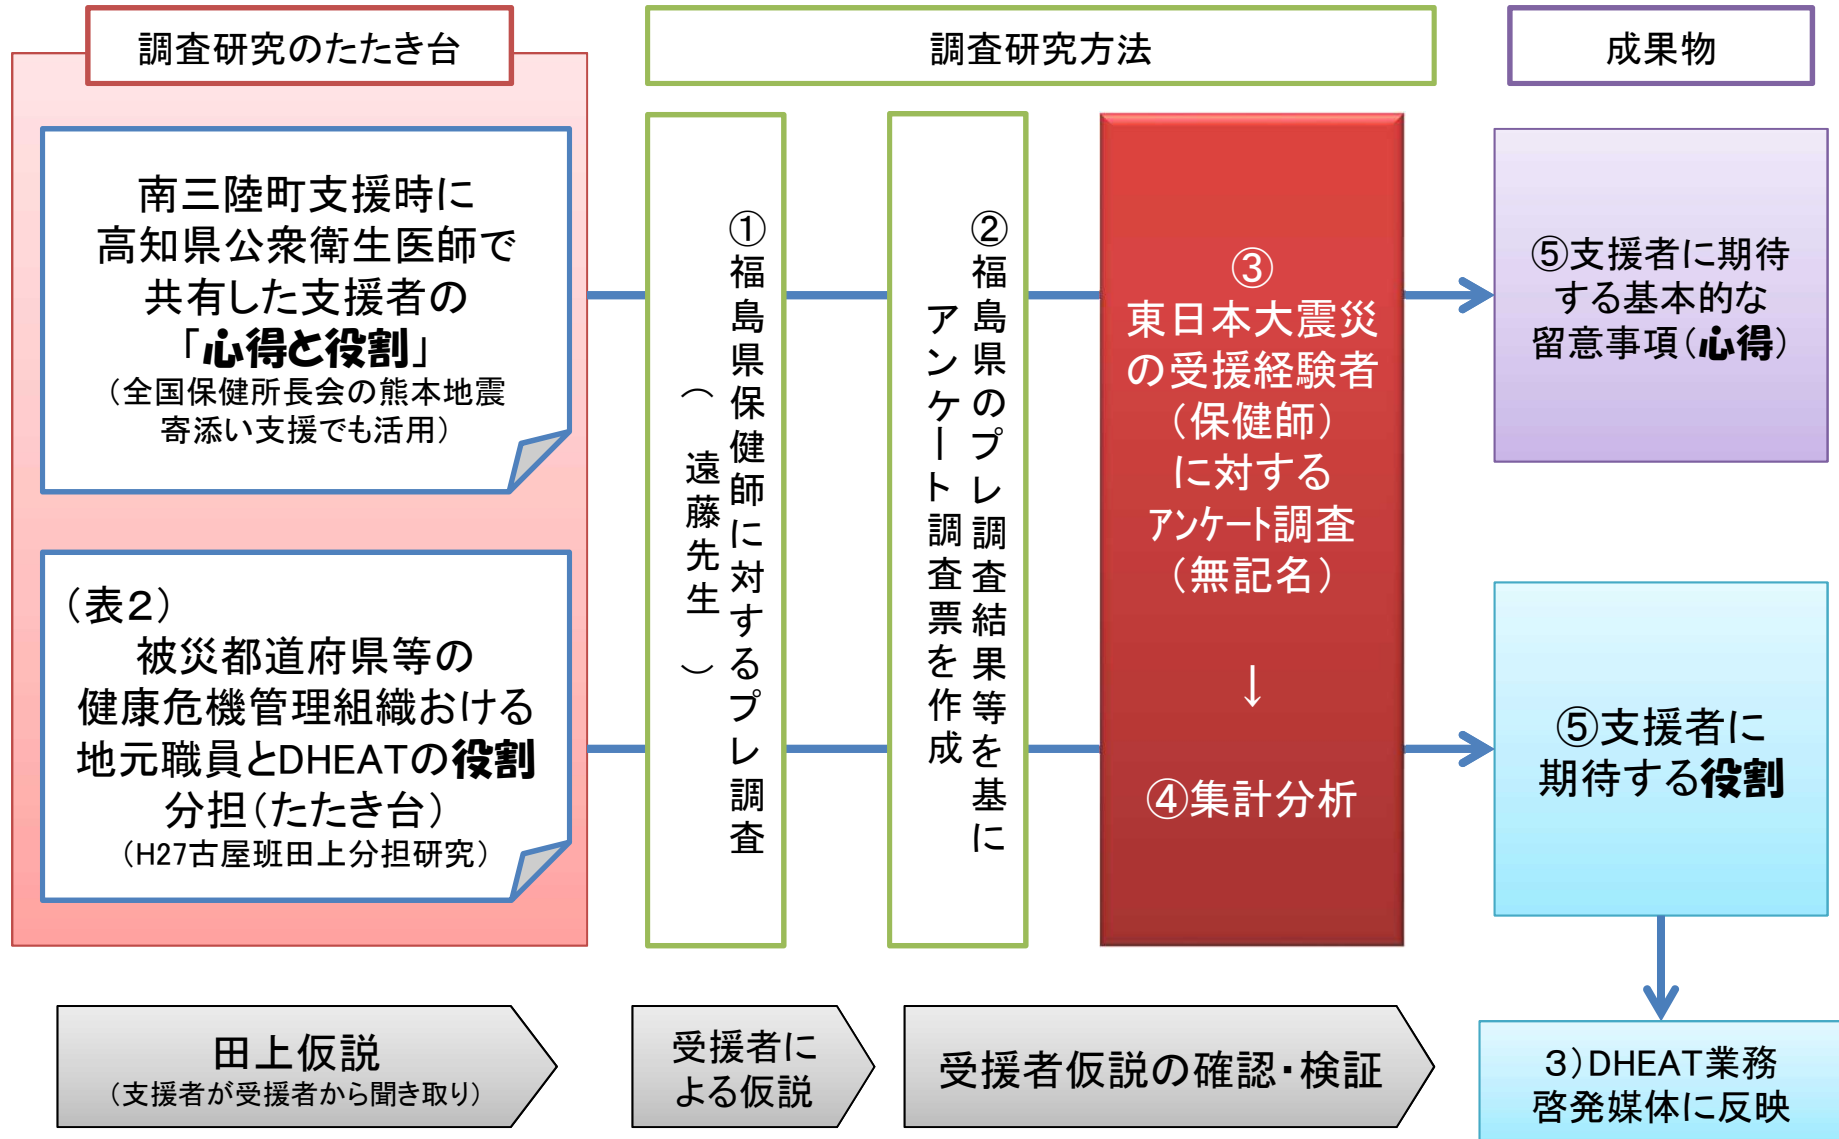 調査研究のたたき台
調査研究方法
成果物
南三陸町支援時に
高知県公衆衛生医師で
共有した支援者の
「心得と役割」
（全国保健所長会の熊本地震
寄添い支援でも活用）
（表２）
被災都道府県等の
健康危機管理組織おける
地元職員とDHEATの役割
分担（たたき台）
（H27古屋班田上分担研究）
①福島県保健師に対するプレ調査
（遠藤先生）
②福島県のプレ調査結果等を基に
アンケート調査票を作成
③
東日本大震災
の受援経験者
（保健師）
に対する
ｱﾝｹｰﾄ調査
（無記名）
↓
④集計分析
⑤支援者に期待
する基本的な
留意事項（心得）
⑤支援者に
期待する役割
田上仮説
（支援者が受援者から聞き取り）
受援者に
よる仮説
受援者仮説の確認・検証
３）DHEAT業務
啓発媒体に反映